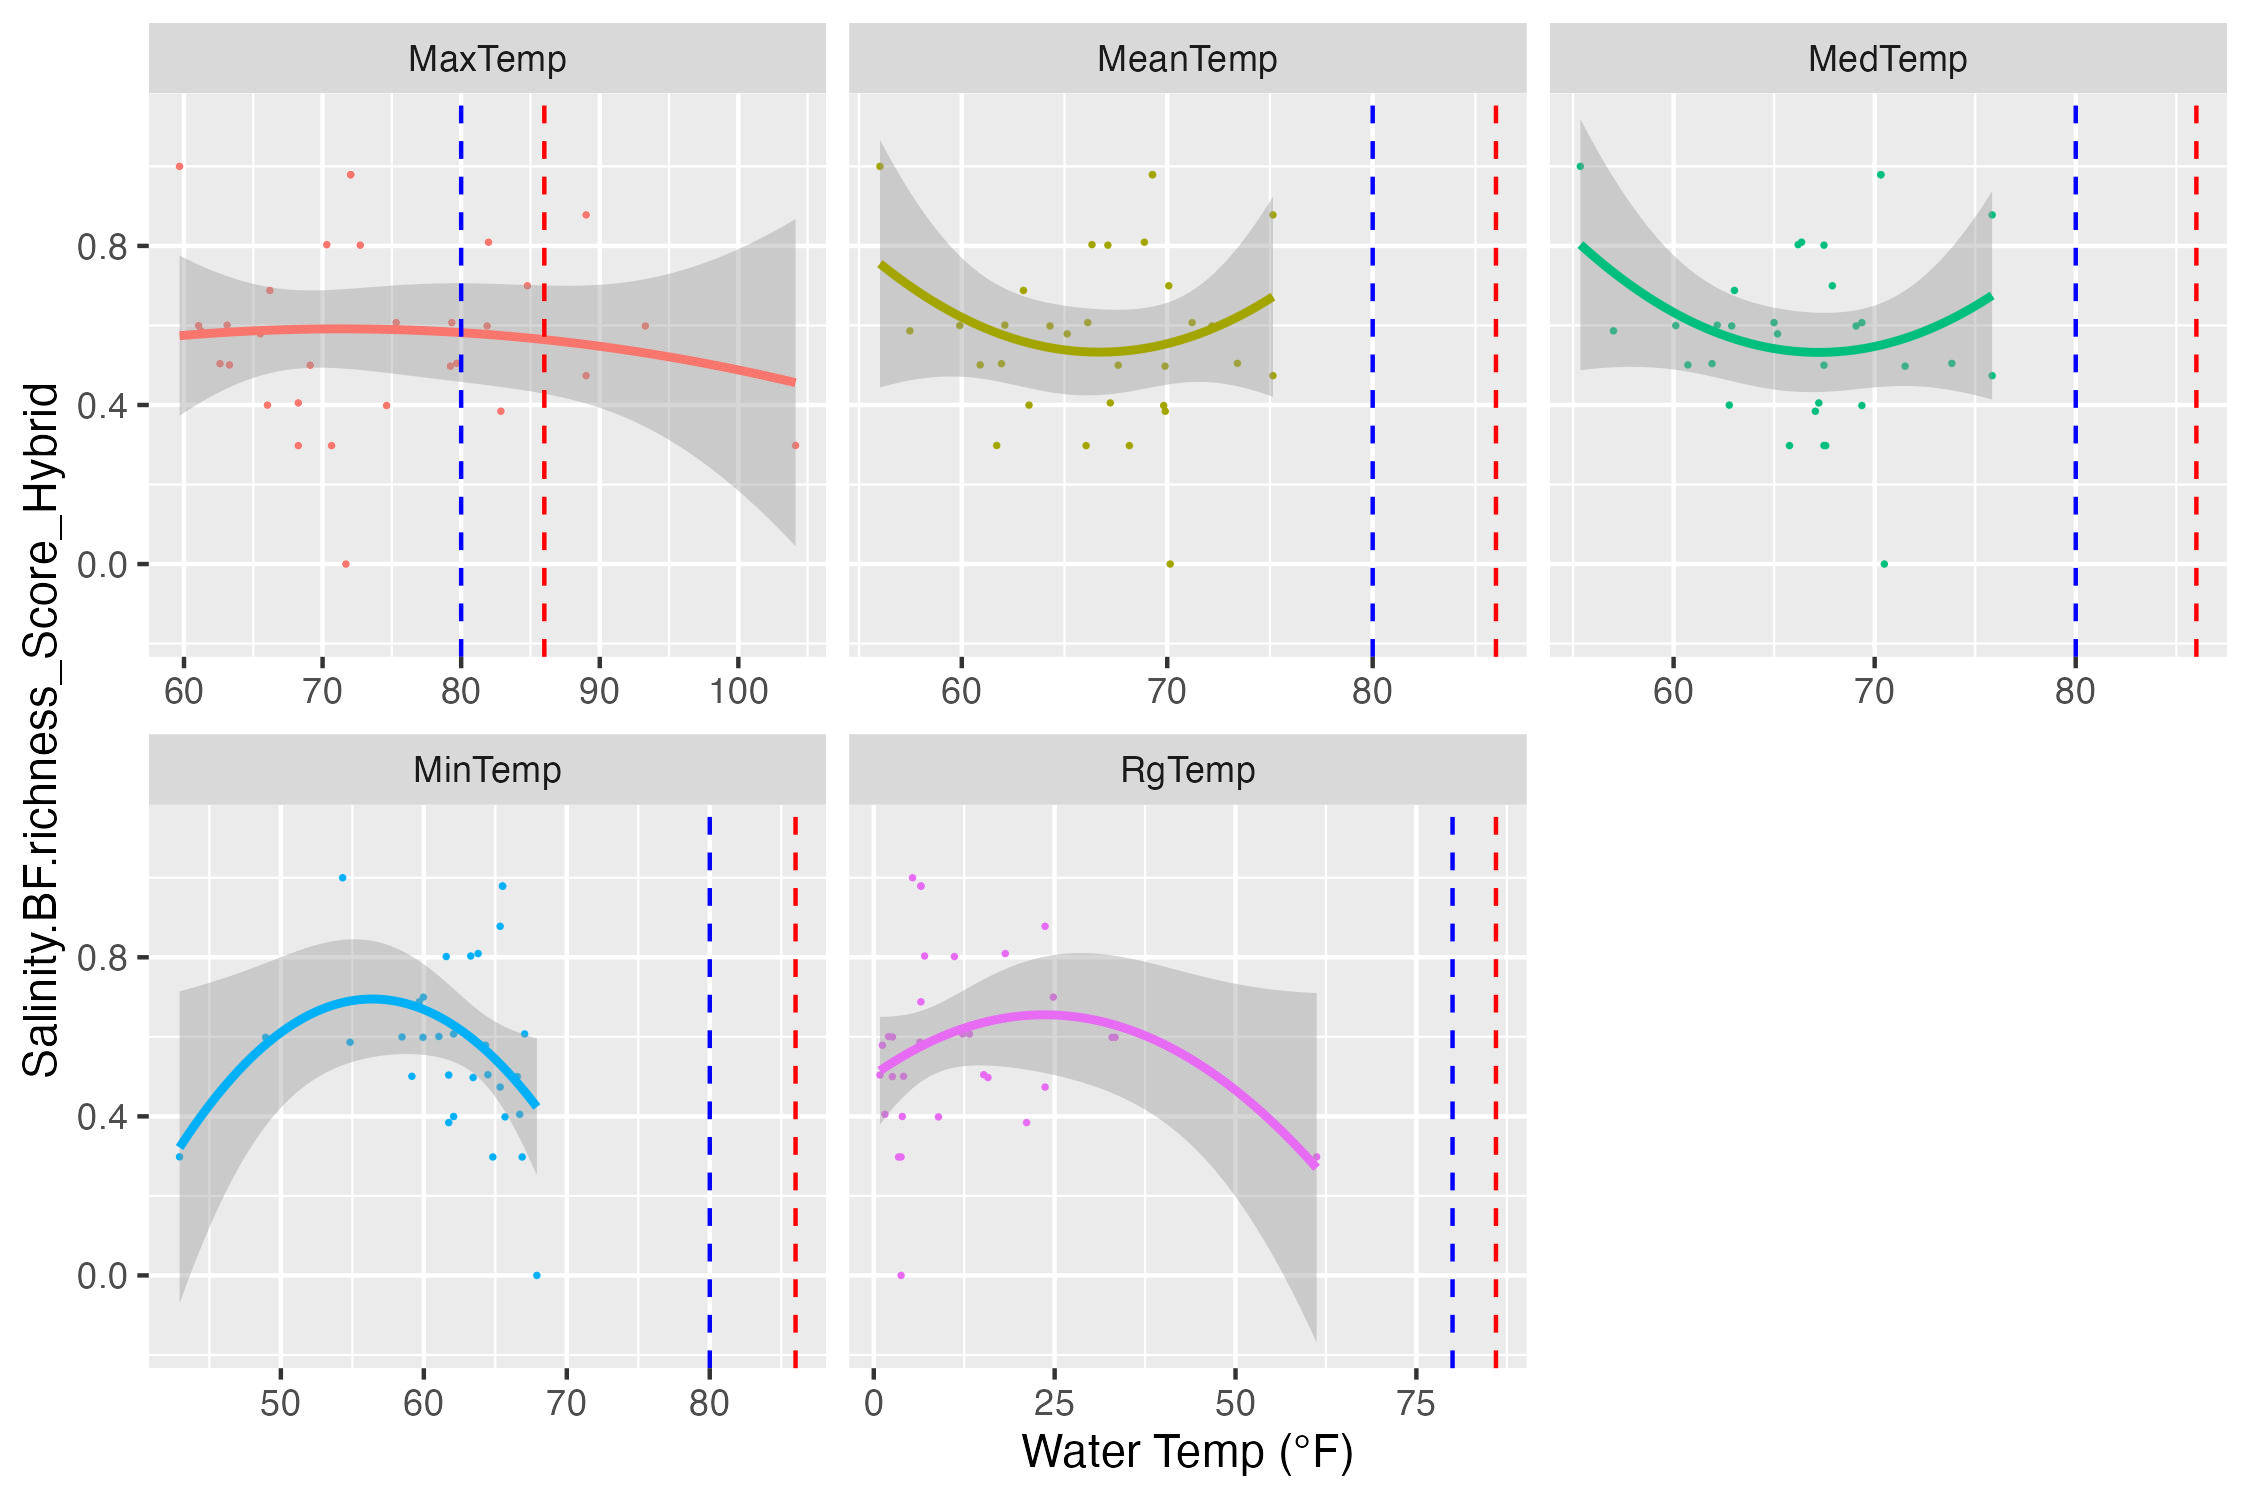 MaxTemp
MeanTemp
MedTemp
0.8
0.4
0.0
60 70 80 90 100
60 70 80
60 70 80
Salinity.BF.richness_Score_Hybrid
MinTemp
RgTemp
0.8
0.4
0.0
50 60 70 80
0 25 50 75
Water Temp (°F)